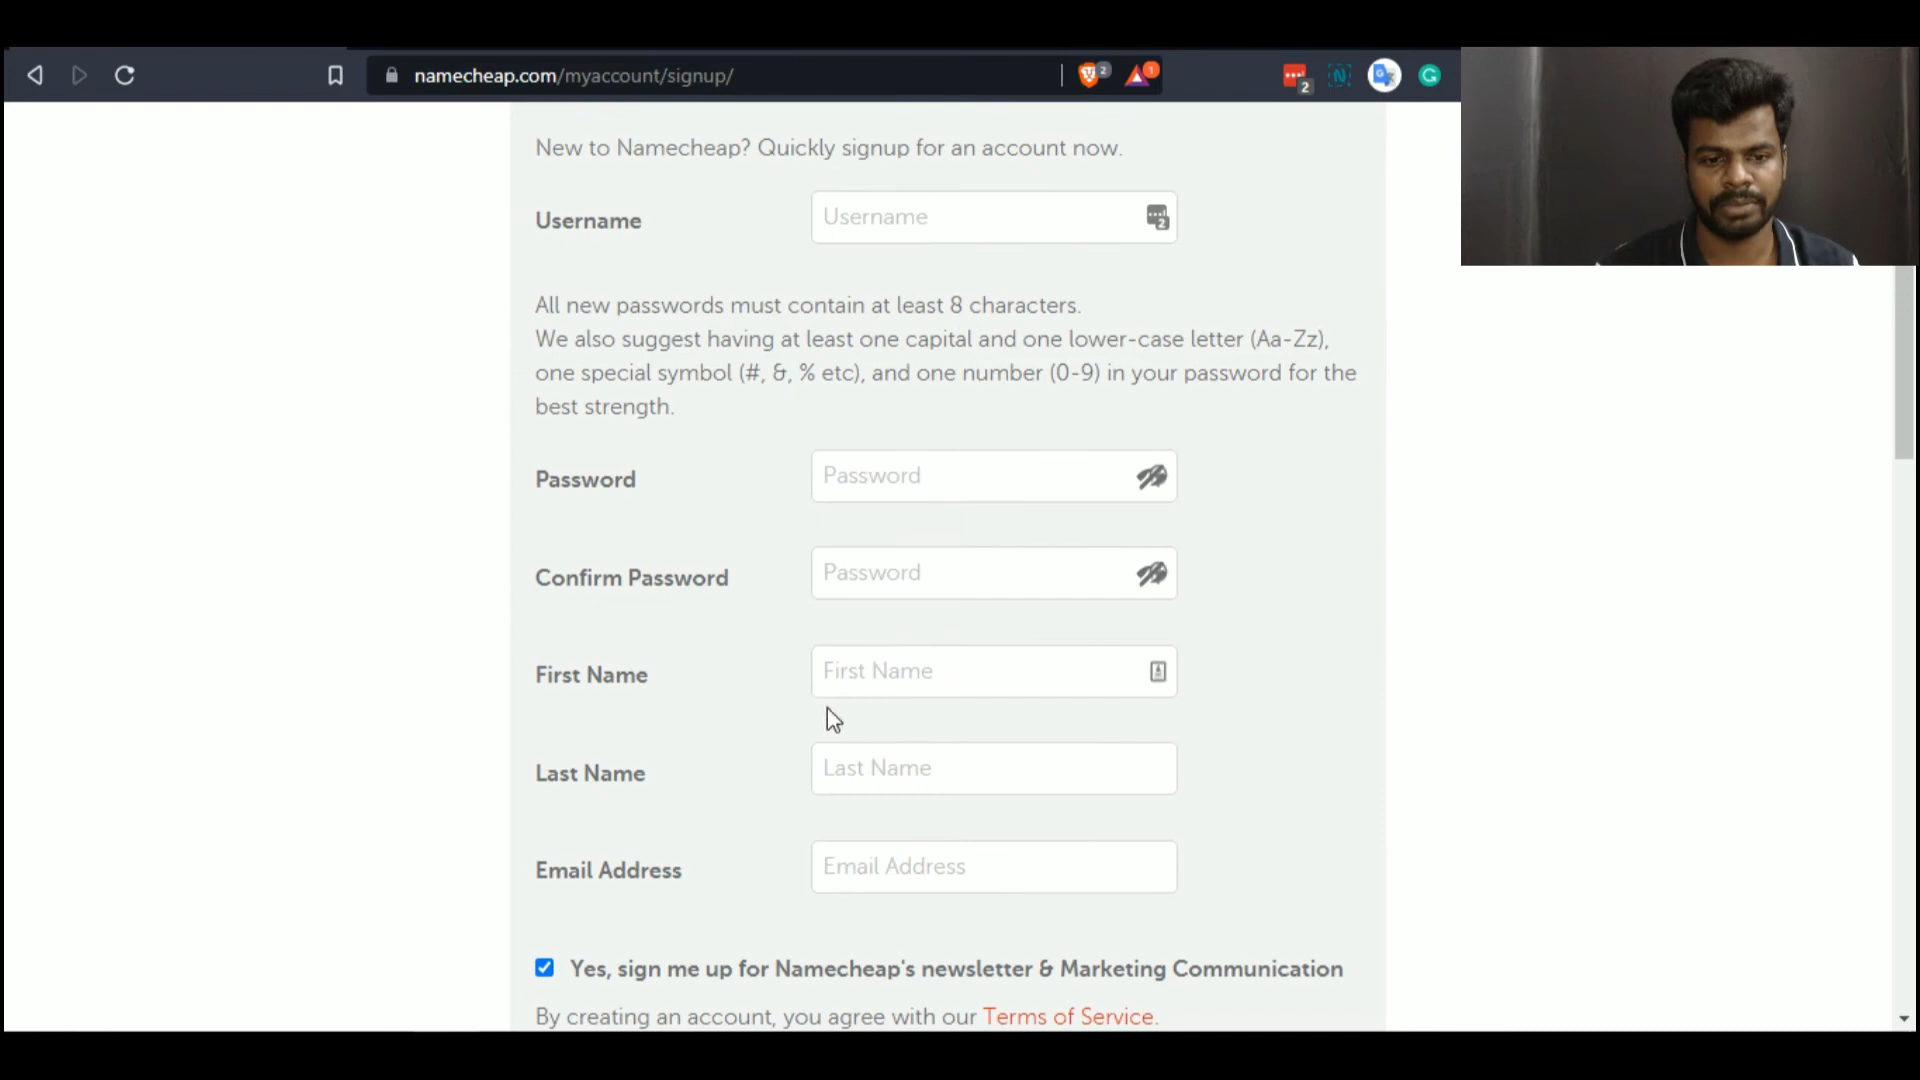 namecheap.com/myaccount/signup/
2
1
2
New to Namecheap? Quickly signup for an account now.
Username
Username
2
All new passwords must contain at least 8 characters.
We also suggest having at least one capital and one lower-case letter (Aa-Zz),
one special symbol (#, &, % etc), and one number (0-9) in your password for the
best strength.
Password
Password
Confirm Password
Password
First Name
First Name
Last Name
Last Name
Email Address
Email Address
Yes, sign me up for Namecheap's newsletter & Marketing Communication
By creating an account, you agree with our Terms of Service.